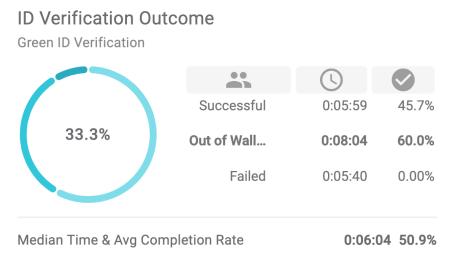 ID Verification Outcome
Green ID Verification
33.3%
Successful 0:05:59 45.7%
Out of Wall... 0:08:04 60.0%
Failed 0:05:40 0.00%
Median Time & Avg Completion Rate 0:06:04 50.9%